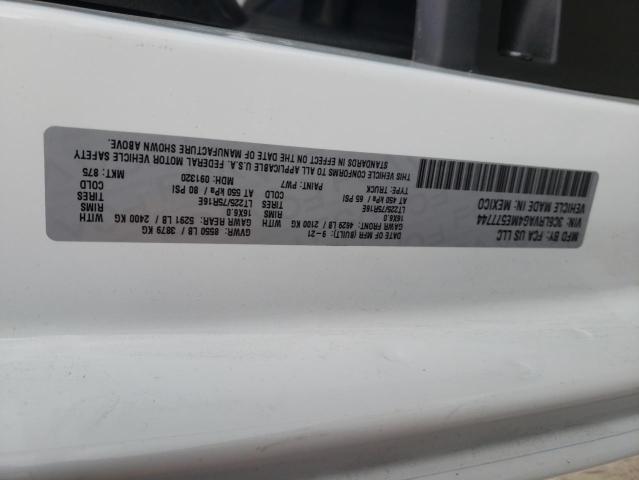 MFD BY: FCA US LLC
DATE OF MFR (BUILT): 9-21
GVWR: 8550 LB / 3879 KG
GAWR FRONT: 4629 LB / 2100 KG
WITH
16X6.0
RIMS
LT225/75R16E
TIRES
AT 450 kPa / 65 PSI
COLD
GAWR REAR: 5291 LB / 2400 KG
WITH
16X6.0
RIMS
LT225/75R16E
TIRES
AT 550 kPa / 80 PSI
COLD
THIS VEHICLE CONFORMS TO ALL APPLICABLE U.S.A. FEDERAL MOTOR VEHICLE SAFETY
STANDARDS IN EFFECT ON THE DATE OF MANUFACTURE SHOWN ABOVE.
VIN: 3C6LRVAG4ME577744
TYPE: TRUCK
VEHICLE MADE IN: MEXICO
PAINT: PW7
MDH: 091320
MKT: 875